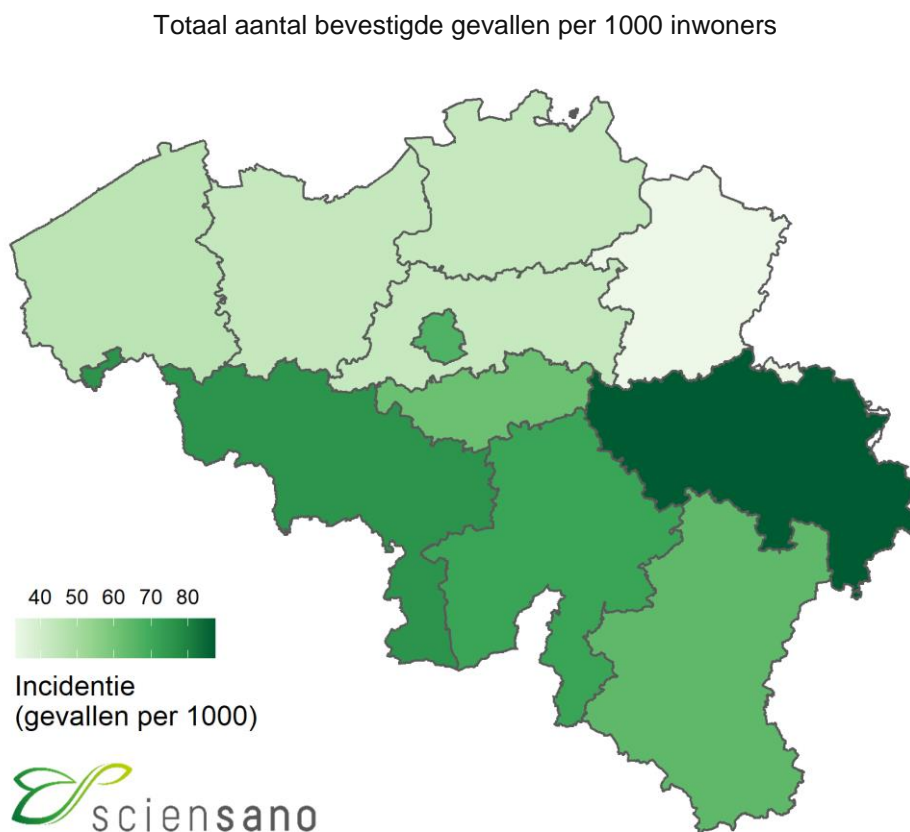 Totaal aantal bevestigde gevallen per 1000 inwoners
40 50 60 70 80
Incidentie
(gevallen per 1000)
sciensano